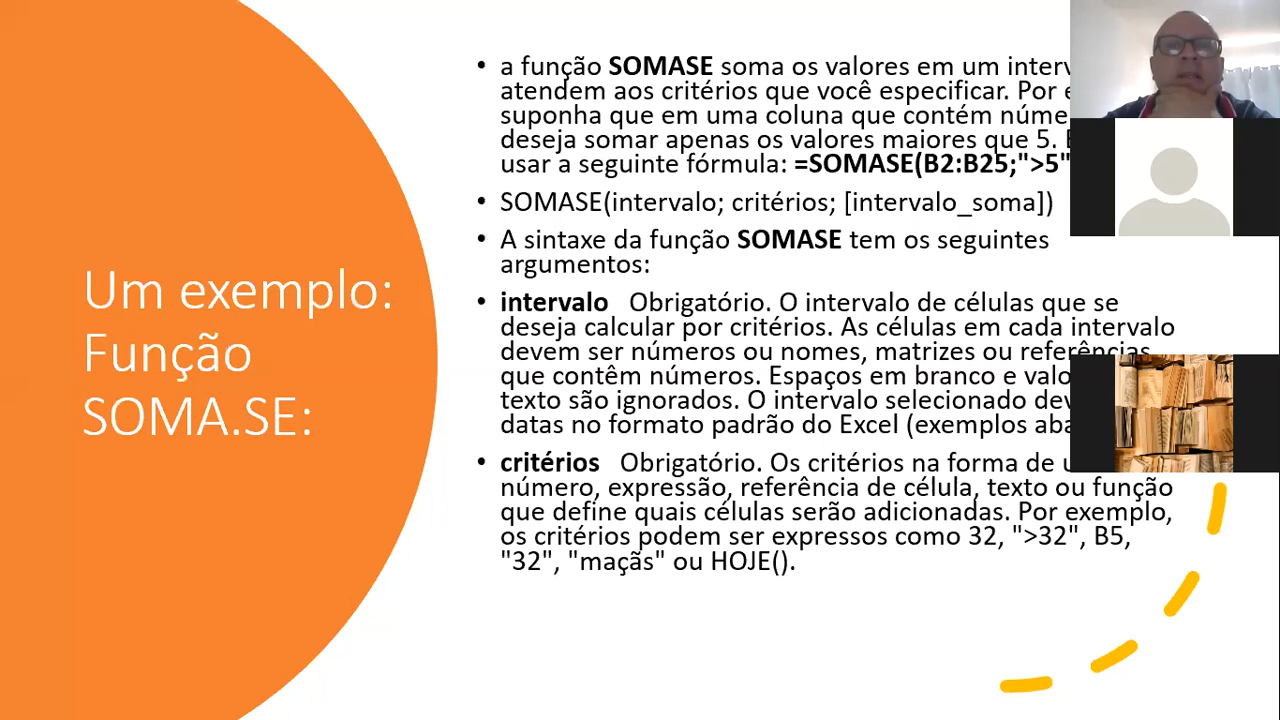 Um exemplo:
Função
SOMA.SE:
• a função SOMASE soma os valores em um
atendem aos critérios que você especificar. Por
suponha que em uma coluna que contém
deseja somar apenas os valores maiores que 5.
usar a seguinte fórmula: =SOMASE(B2:B25;">5"
• SOMASE(intervalo; critérios; [intervalo_soma])
• A sintaxe da função SOMASE tem os seguintes
argumentos:
• intervalo Obrigatório. O intervalo de células que se
deseja calcular por critérios. As células em cada intervalo
devem ser números ou nomes, matrizes ou referências
que contêm números. Espaços em branco e
texto são ignorados. O intervalo selecionado
datas no formato padrão do Excel (exemplos
• critérios Obrigatório. Os critérios na forma de
número, expressão, referência de célula, texto ou função
que define quais células serão adicionadas. Por exemplo,
os critérios podem ser expressos como 32, ">32", B5,
"32", "maçãs" ou HOJE().